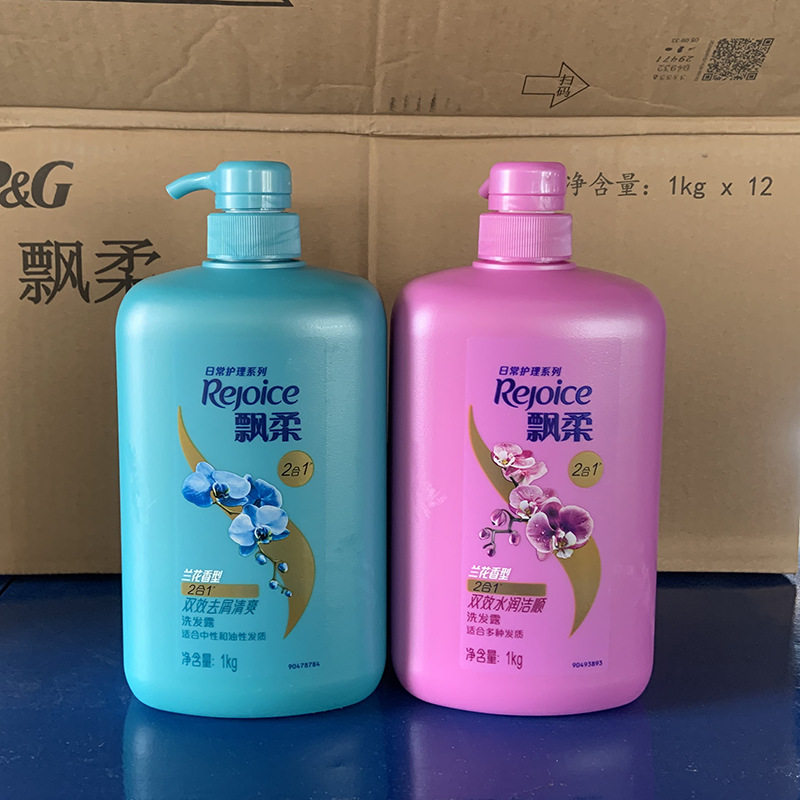 扫码
P&G
飘柔
净含量：1kg x 12
日常护理系列
Rejoice
飘柔
2合1
兰花香型
2合1
双效去屑清爽
洗发露
适合中性和油性发质
净含量: 1kg
90478784
日常护理系列
Rejoice
飘柔
2合1
兰花香型
2合1
双效水润洁顺
洗发露
适合多种发质
净含量: 1kg
90493893